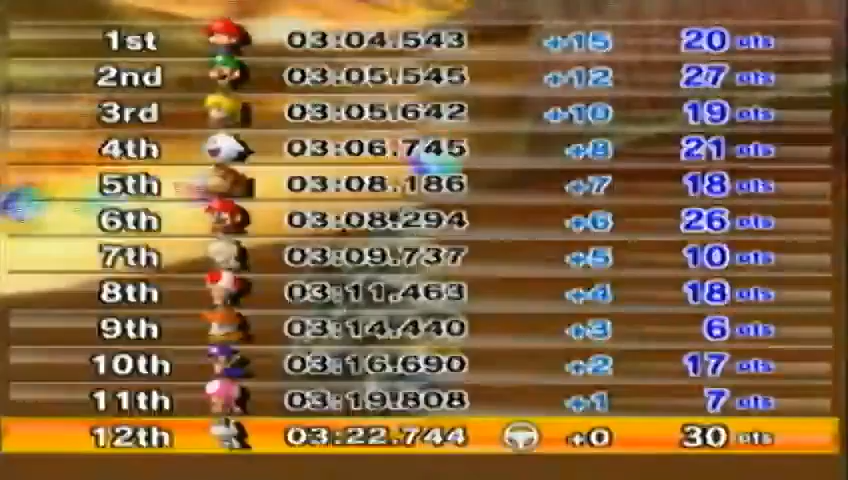 1st 03:04.543 +15 20 pts
2nd 03:05.545 +12 27 pts
3rd 03:05.642 +10 19 pts
4th 03:06.745 +8 21 pts
5th 03:08.186 +7 18 pts
6th 03:08.294 +6 26 pts
7th 03:09.737 +5 10 pts
8th 03:11.463 +4 18 pts
9th 03:14.440 +3 6 pts
10th 03:16.690 +2 17 pts
11th 03:19.808 +1 7 pts
12th 03:22.744 +0 30 pts